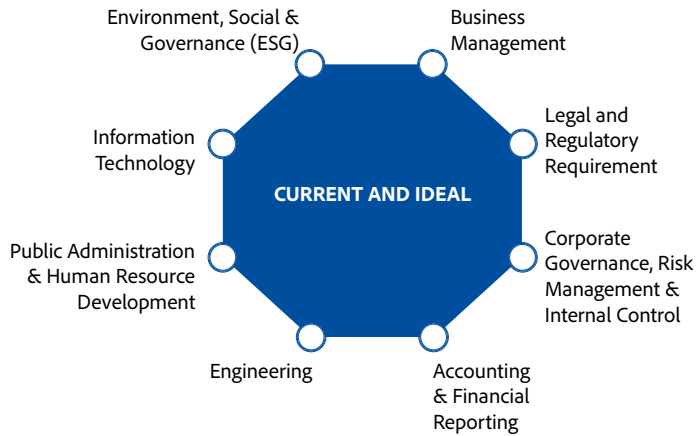 Environment, Social &
Governance (ESG)
Business
Management
Legal and
Regulatory
Requirement
Information
Technology
CURRENT AND IDEAL
Public Administration
& Human Resource
Development
Corporate
Governance, Risk
Management &
Internal Control
Engineering
Accounting
& Financial
Reporting